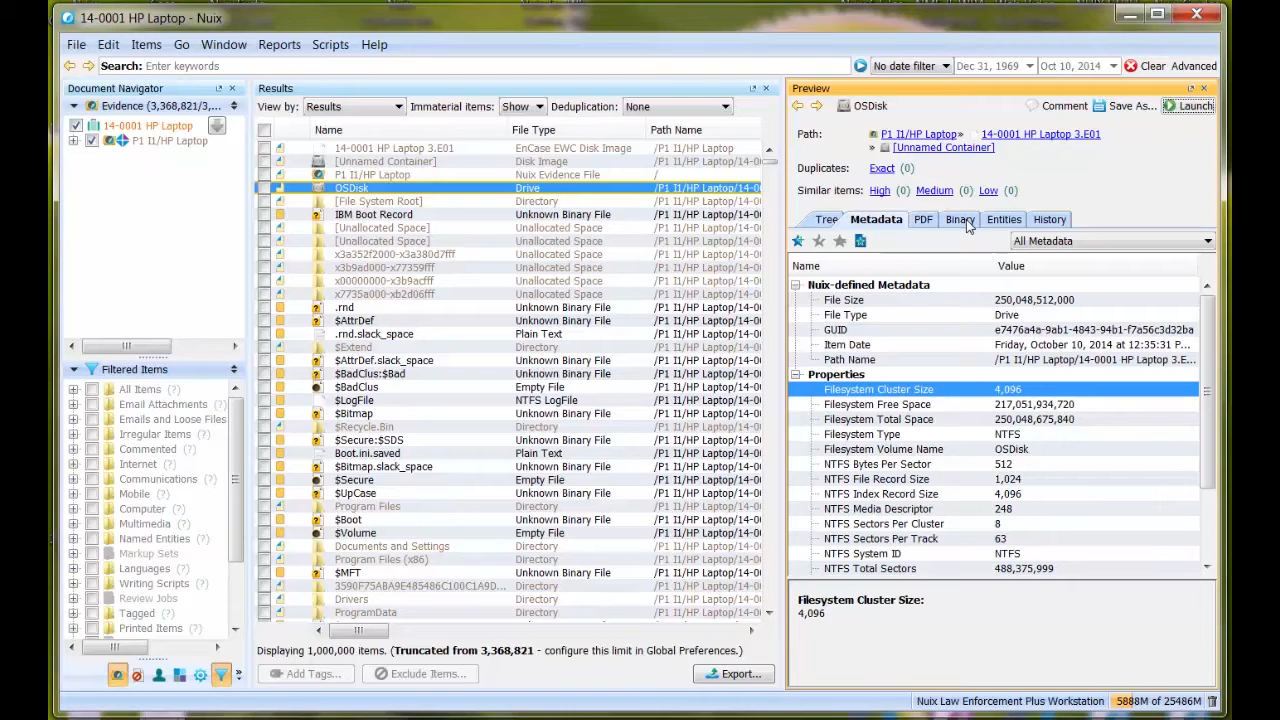 14-0001 HP Laptop - Nuix
File Edit Items Go Window Reports Scripts Help
Search: Enter keywords No date filter Dec 31, 1969 Oct 10, 2014 Clear Advanced
Document Navigator
Evidence (3,368,821/3,...
14-0001 HP Laptop
P1 I1/HP Laptop
Filtered Items
All Items (?)
Email Attachments (?)
Emails and Loose Files
Irregular Items (?)
Commented (?)
Internet (?)
Communications (?)
Mobile (?)
Computer (?)
Multimedia (?)
Named Entities (?)
Markup Sets
Languages (?)
Writing Scripts (?)
Review Jobs
Tagged (?)
Printed Items (?)
Results
View by: Results Immaterial items: Show Deduplication: None
Name File Type Path Name
14-0001 HP Laptop 3.E01 EnCase EWC Disk Image /P1 I1/HP Laptop
[Unnamed Container] Disk Image /P1 I1/HP Laptop/14-0
P1 I1/HP Laptop Nuix Evidence File /
OSDisk Drive /P1 I1/HP Laptop/14-0
[File System Root] Directory /P1 I1/HP Laptop/14-0
IBM Boot Record Unknown Binary File /P1 I1/HP Laptop/14-0
[Unallocated Space] Unallocated Space /P1 I1/HP Laptop/14-0
[Unallocated Space] Unallocated Space /P1 I1/HP Laptop/14-0
x3a352f2000-x3a380d7fff Unallocated Space /P1 I1/HP Laptop/14-0
x3b9ad000-x77359fff Unallocated Space /P1 I1/HP Laptop/14-0
x00000000-x3b9acfff Unallocated Space /P1 I1/HP Laptop/14-0
x7735a000-xb2d06fff Unallocated Space /P1 I1/HP Laptop/14-0
.rnd Unknown Binary File /P1 I1/HP Laptop/14-0
$AttrDef Unknown Binary File /P1 I1/HP Laptop/14-0
.rnd.slack_space Plain Text /P1 I1/HP Laptop/14-0
$Extend Directory /P1 I1/HP Laptop/14-0
$AttrDef.slack_space Unknown Binary File /P1 I1/HP Laptop/14-0
$BadClus:$Bad Unknown Binary File /P1 I1/HP Laptop/14-0
$BadClus Empty File /P1 I1/HP Laptop/14-0
$LogFile NTFS LogFile /P1 I1/HP Laptop/14-0
$Bitmap Unknown Binary File /P1 I1/HP Laptop/14-0
$Recycle.Bin Directory /P1 I1/HP Laptop/14-0
$Secure:$SDS Unknown Binary File /P1 I1/HP Laptop/14-0
Boot.ini.saved Plain Text /P1 I1/HP Laptop/14-0
$Bitmap.slack_space Unknown Binary File /P1 I1/HP Laptop/14-0
$Secure Empty File /P1 I1/HP Laptop/14-0
$UpCase Unknown Binary File /P1 I1/HP Laptop/14-0
Program Files Directory /P1 I1/HP Laptop/14-0
$Boot Unknown Binary File /P1 I1/HP Laptop/14-0
$Volume Empty File /P1 I1/HP Laptop/14-0
Documents and Settings Directory /P1 I1/HP Laptop/14-0
Program Files (x86) Directory /P1 I1/HP Laptop/14-0
$MFT Unknown Binary File /P1 I1/HP Laptop/14-0
3590F75ABA9E485486C100C1A9D... Directory /P1 I1/HP Laptop/14-0
Drivers Directory /P1 I1/HP Laptop/14-0
ProgramData Directory /P1 I1/HP Laptop/14-0
Displaying 1,000,000 items. (Truncated from 3,368,821 - configure this limit in Global Preferences.)
Add Tags... Exclude Items... Export...
Preview
OSDisk Comment Save As... Launch
Path: P1 I1/HP Laptop» 14-0001 HP Laptop 3.E01
» [Unnamed Container]
Duplicates: Exact (0)
Similar items: High (0) Medium (0) Low (0)
Tree Metadata PDF Binary Entities History
All Metadata
Name Value
Nuix-defined Metadata
File Size 250,048,512,000
File Type Drive
GUID e7476a4a-9ab1-4843-94b1-f7a56c3d32ba
Item Date Friday, October 10, 2014 12:35:31 P...
Path Name /P1 I1/HP Laptop/14-0001 HP Laptop 3.E...
Properties
Filesystem Cluster Size 4,096
Filesystem Free Space 217,051,934,720
Filesystem Total Space 250,048,675,840
Filesystem Type NTFS
Filesystem Volume Name OSDisk
NTFS Bytes Per Sector 512
NTFS File Record Size 1,024
NTFS Index Record Size 4,096
NTFS Media Descriptor 248
NTFS Sectors Per Cluster 8
NTFS Sectors Per Track 63
NTFS System ID NTFS
NTFS Total Sectors 488,375,999
Filesystem Cluster Size:
4,096
Nuix Law Enforcement Plus Workstation 5888M of 25486M